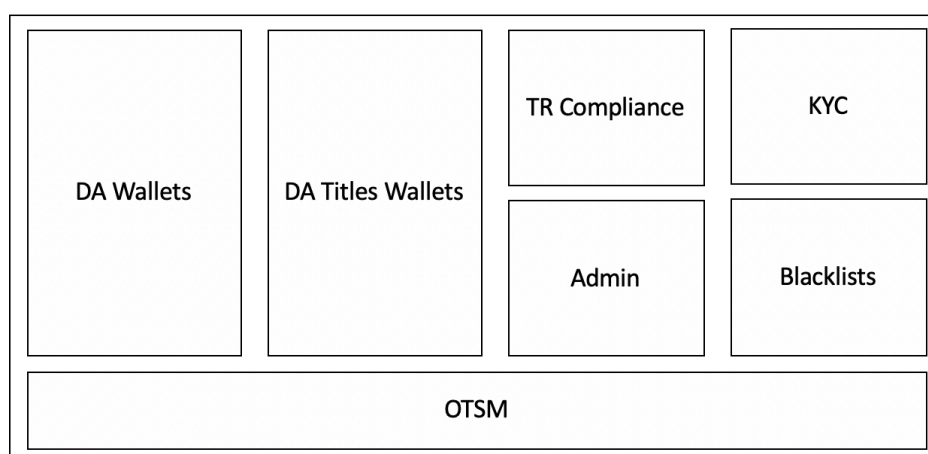 DA Wallets
DA Titles Wallets
TR Compliance
KYC
Admin
Blacklists
OTSM